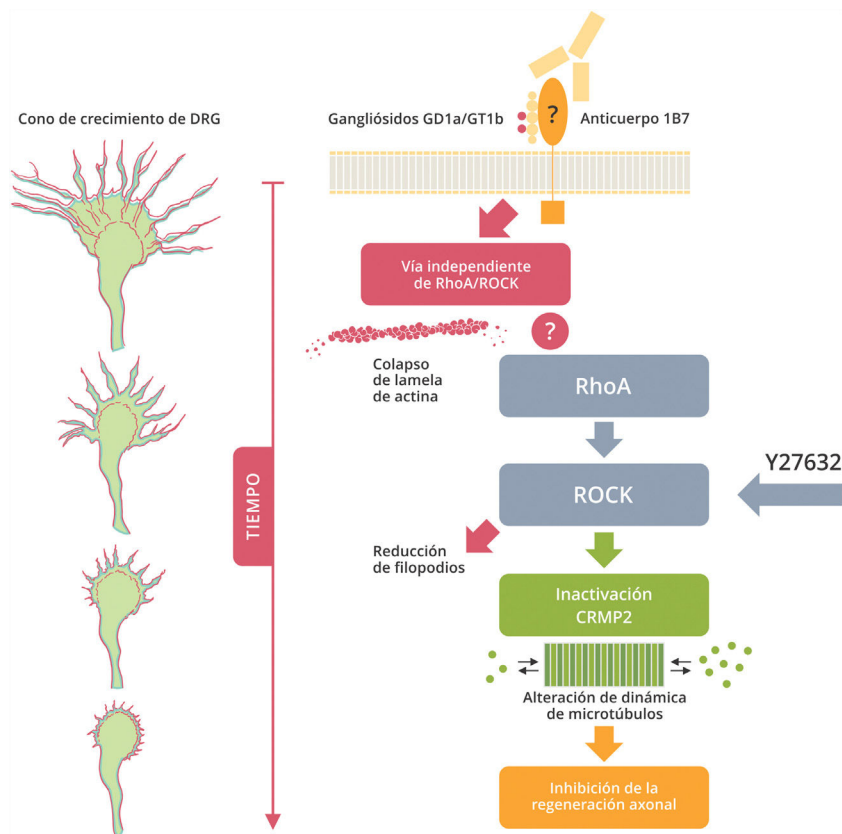 Cono de crecimiento de DRG
Gangliósidos GD1a/GT1b
?
Anticuerpo 1B7
Vía independiente
de RhoA/ROCK
?
Colapso
de lamela
de actina
RhoA
TIEMPO
ROCK
Y27632
Reducción
de filopodios
Inactivación
CRMP2
Alteración de dinámica
de microtúbulos
Inhibición de la
regeneración axonal